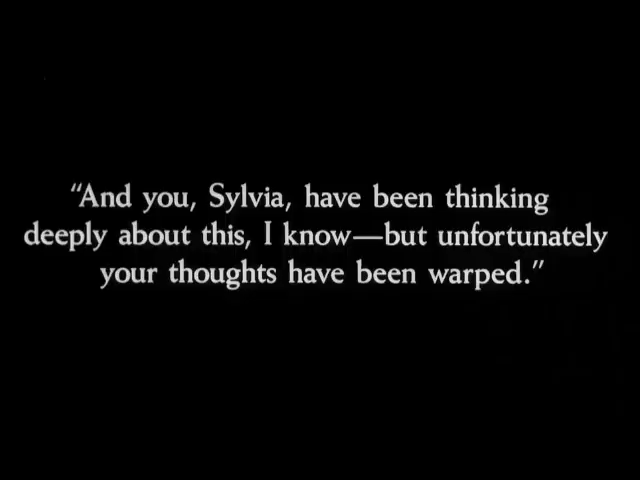 “And you, Sylvia, have been thinking
deeply about this, I know—but unfortunately
your thoughts have been warped.”